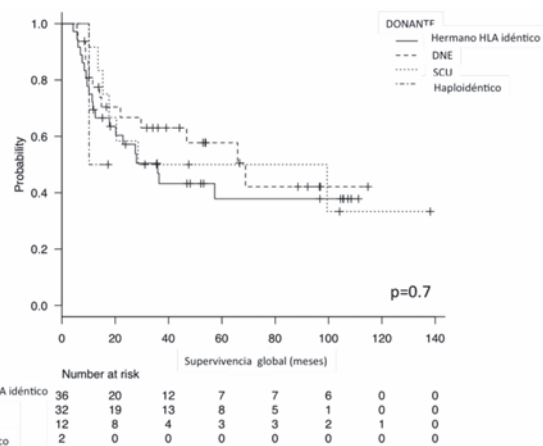 DONANTE
Hermano HLA idéntico
DNE
SCU
Haploidéntico
1.0
0.8
0.6
0.4
0.2
0.0
Probability
p=0.7
0 20 40 60 80 100 120 140
Supervivencia global (meses)
Number at risk
A idéntico 36 20 12 7 7 6 0 0
32 19 13 8 5 1 0 0
12 8 4 3 3 2 1 0
co 2 0 0 0 0 0 0 0